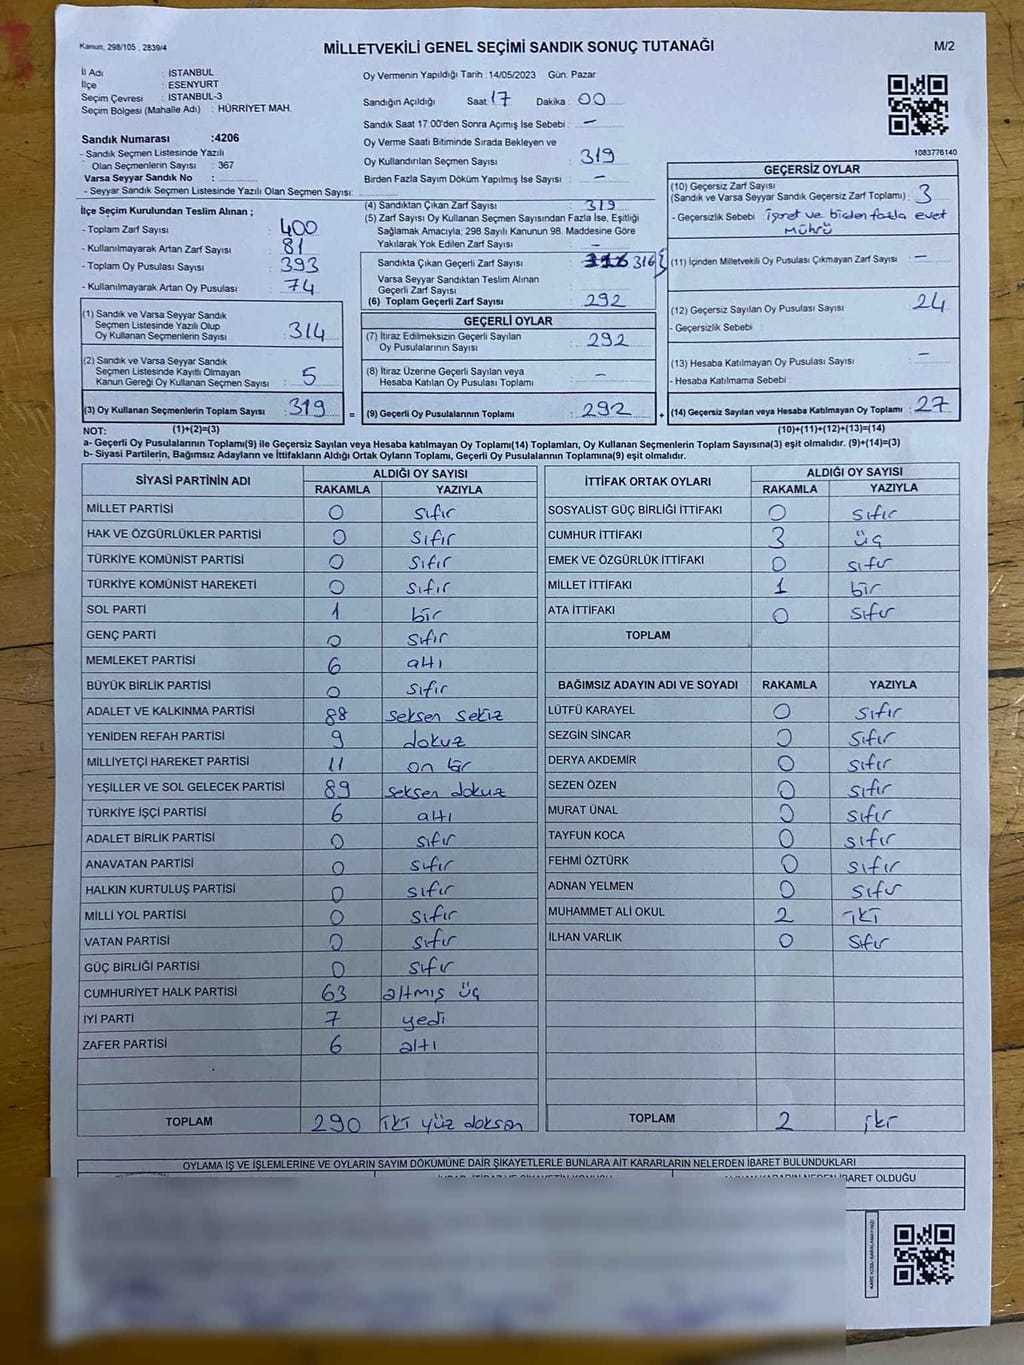 Kanun, 298/105 , 2839/4
MİLLETVEKİLİ GENEL SEÇİMİ SANDIK SONUÇ TUTANAĞI
M/2
İl Adı : İSTANBUL
İlçe : ESENYURT
Seçim Çevresi : İSTANBUL-3
Seçim Bölgesi (Mahalle Adı) : HÜRRİYET MAH.
Sandık Numarası :4206
- Sandık Seçmen Listesinde Yazılı
Olan Seçmenlerin Sayısı : 367
Varsa Seyyar Sandık No :
- Seyyar Sandık Seçmen Listesinde Yazılı Olan Seçmen Sayısı:
Oy Vermenin Yapıldığı Tarih :14/05/2023 Gün: Pazar
Sandığın Açıldığı Saat: 17 Dakika : 00
Sandık Saat 17:00'den Sonra Açımış İse Sebebi : –
Oy Verme Saati Bitiminde Sırada Bekleyen ve
Oy Kullandırılan Seçmen Sayısı : 319
Birden Fazla Sayım Döküm Yapılmış İse Sayısı : –
1083776140
İlçe Seçim Kurulundan Teslim Alınan ;
- Toplam Zarf Sayısı : 400
- Kullanılmayarak Artan Zarf Sayısı : 81
- Toplam Oy Pusulası Sayısı : 393
- Kullanılmayarak Artan Oy Pusulası : 74
(1) Sandık ve Varsa Seyyar Sandık
Seçmen Listesinde Yazılı Olup
Oy Kullanan Seçmenlerin Sayısı : 314
(2) Sandık ve Varsa Seyyar Sandık
Seçmen Listesinde Kayıtlı Olmayan
Kanun Gereği Oy Kullanan Seçmen Sayısı : 5
(3) Oy Kullanan Seçmenlerin Toplam Sayısı : 319
(4) Sandıktan Çıkan Zarf Sayısı : 319
(5) Zarf Sayısı Oy Kullanan Seçmen Sayısından Fazla İse, Eşitliği
Sağlamak Amacıyla, 298 Sayılı Kanunun 98. Maddesine Göre
Yakılarak Yok Edilen Zarf Sayısı : –
Sandıkta Çıkan Geçerli Zarf Sayısı : 316
Varsa Seyyar Sandıktan Teslim Alınan
Geçerli Zarf Sayısı :
(6) Toplam Geçerli Zarf Sayısı : 292
GEÇERLİ OYLAR
(7) İtiraz Edilmeksizin Geçerli Sayılan
Oy Pusulalarının Sayısı : 292
(8) İtiraz Üzerine Geçerli Sayılan veya
Hesaba Katılan Oy Pusulası Toplamı : –
= (9) Geçerli Oy Pusulalarının Toplamı : 292
GEÇERSİZ OYLAR
(10) Geçersiz Zarf Sayısı
(Sandık ve Varsa Seyyar Sandık Geçersiz Zarf Toplamı) : 3
- Geçersizlik Sebebi : işaret ve birden fazla evet
Mührü
(11) İçinden Milletvekili Oy Pusulası Çıkmayan Zarf Sayısı : –
(12) Geçersiz Sayılan Oy Pusulası Sayısı 24
- Geçersizlik Sebebi :
(13) Hesaba Katılmayan Oy Pusulası Sayısı : –
- Hesaba Katılmama Sebebi :
+ (14) Geçersiz Sayılan veya Hesaba Katılmayan Oy Toplamı : 27
NOT: (1)+(2)=(3) (10)+(11)+(12)+(13)=(14)
a- Geçerli Oy Pusulalarının Toplamı(9) ile Geçersiz Sayılan veya Hesaba katılmayan Oy Toplamı(14) Toplamları, Oy Kullanan Seçmenlerin Toplam Sayısına(3) eşit olmalıdır. (9)+(14)=(3)
b- Siyasi Partilerin, Bağımsız Adayların ve İttifakların Aldığı Ortak Oyların Toplamı, Geçerli Oy Pusulalarının Toplamına(9) eşit olmalıdır.
SİYASİ PARTİNİN ADI ALDIĞI OY SAYISI
RAKAMLA YAZIYLA
MİLLET PARTİSİ 0 sıfır
HAK VE ÖZGÜRLÜKLER PARTİSİ 0 sıfır
TÜRKİYE KOMÜNİST PARTİSİ 0 sıfır
TÜRKİYE KOMÜNİST HAREKETİ 0 sıfır
SOL PARTİ 1 bir
GENÇ PARTİ 0 sıfır
MEMLEKET PARTİSİ 6 altı
BÜYÜK BİRLİK PARTİSİ 0 sıfır
ADALET VE KALKINMA PARTİSİ 88 seksen sekiz
YENİDEN REFAH PARTİSİ 9 dokuz
MİLLİYETÇİ HAREKET PARTİSİ 11 on bir
YEŞİLLER VE SOL GELECEK PARTİSİ 89 seksen dokuz
TÜRKİYE İŞÇİ PARTİSİ 6 altı
ADALET BİRLİK PARTİSİ 0 sıfır
ANAVATAN PARTİSİ 0 sıfır
HALKIN KURTULUŞ PARTİSİ 0 sıfır
MİLLİ YOL PARTİSİ 0 sıfır
VATAN PARTİSİ 0 sıfır
GÜÇ BİRLİĞİ PARTİSİ 0 sıfır
CUMHURİYET HALK PARTİSİ 63 altmış üç
İYİ PARTİ 7 yedi
ZAFER PARTİSİ 6 altı
TOPLAM 290 iki yüz doksan
İTTİFAK ORTAK OYLARI ALDIĞI OY SAYISI
RAKAMLA YAZIYLA
SOSYALİST GÜÇ BİRLİĞİ İTTİFAKI 0 sıfır
CUMHUR İTTİFAKI 3 üç
EMEK VE ÖZGÜRLÜK İTTİFAKI 0 sıfır
MİLLET İTTİFAKI 1 bir
ATA İTTİFAKI 0 sıfır
TOPLAM
BAĞIMSIZ ADAYIN ADI VE SOYADI RAKAMLA YAZIYLA
LÜTFÜ KARAYEL 0 sıfır
SEZGİN SİNCAR 0 sıfır
DERYA AKDEMİR 0 sıfır
SEZEN ÖZEN 0 sıfır
MURAT ÜNAL 0 sıfır
TAYFUN KOCA 0 sıfır
FEHMİ ÖZTÜRK 0 sıfır
ADNAN YELMEN 0 sıfır
MUHAMMET ALİ OKUL 2 iki
İLHAN VARLIK 0 sıfır
TOPLAM 2 iki
OYLAMA İŞ VE İŞLEMLERİNE VE OYLARIN SAYIM DÖKÜMÜNE DAİR ŞİKAYETLERLE BUNLARA AİT KARARLARIN NELERDEN İBARET BULUNDUKLARI
İBARET OLDUĞU